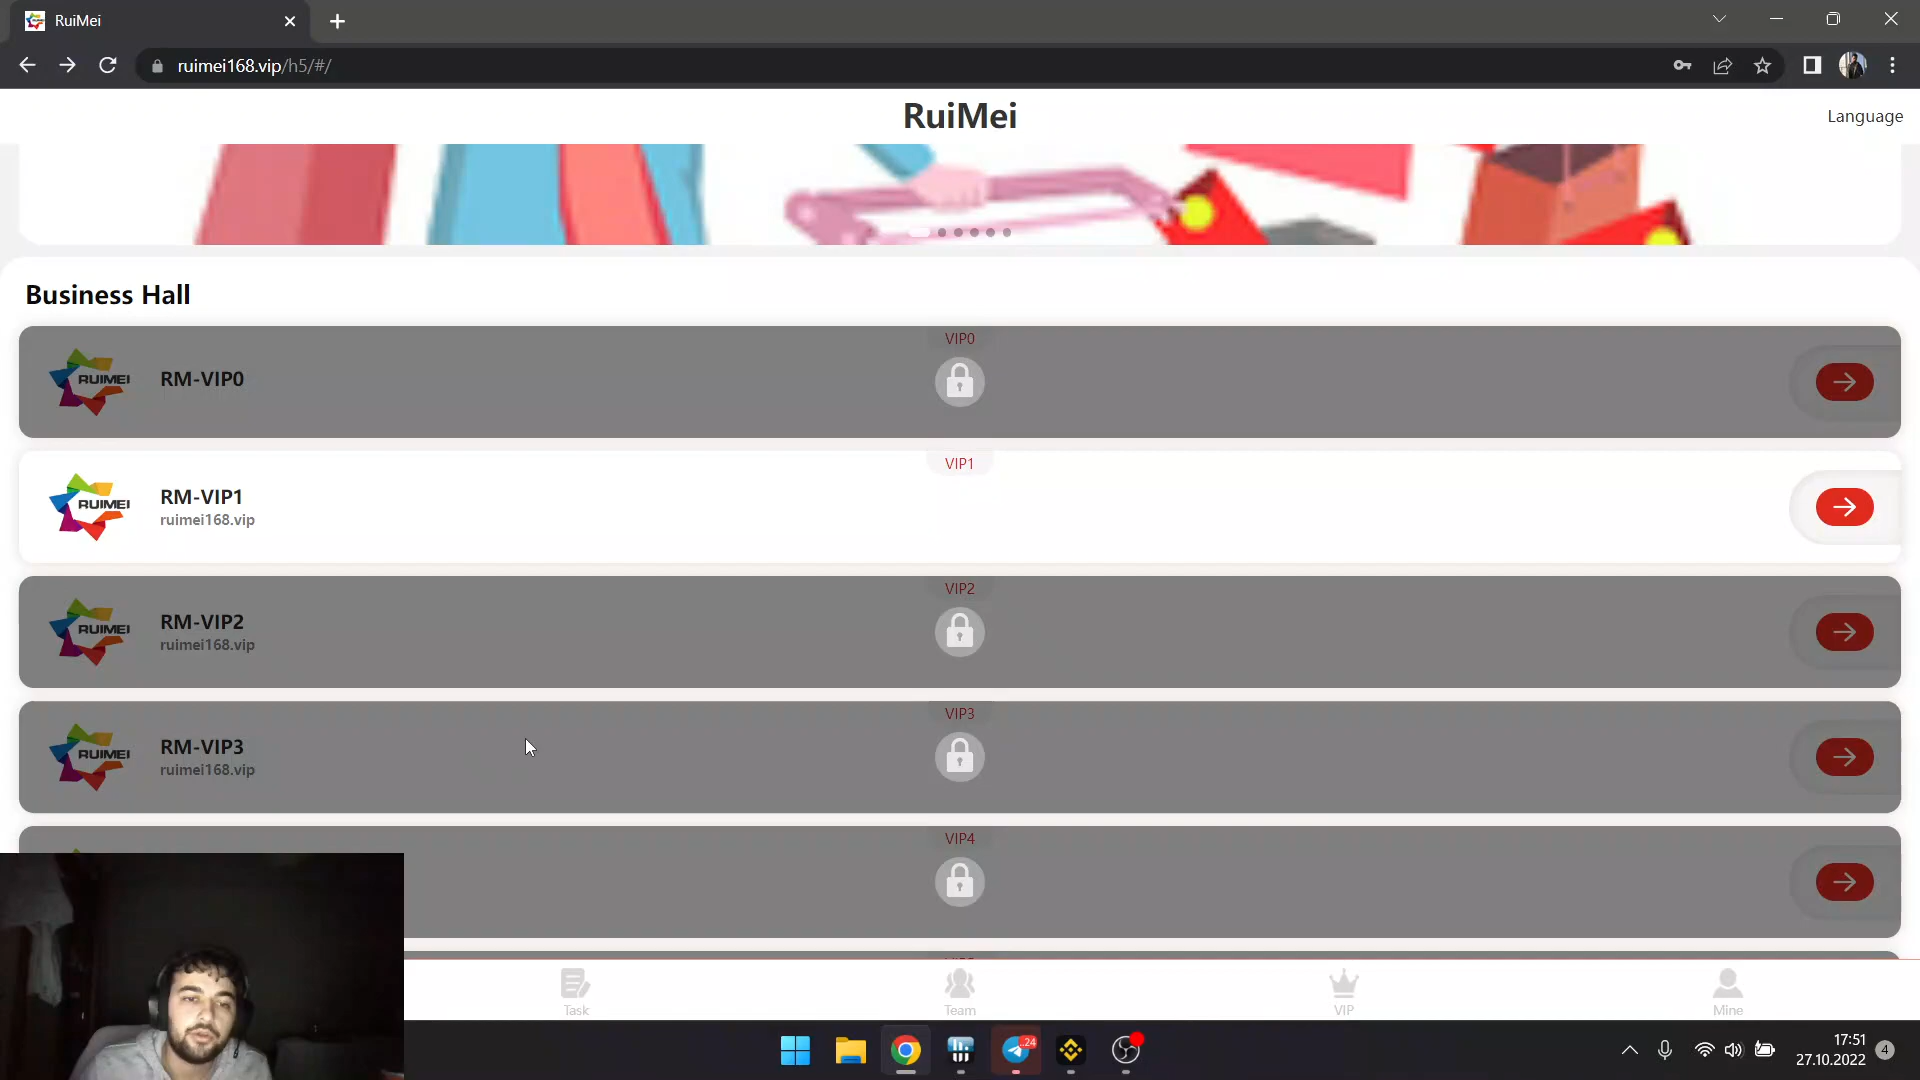 RuiMei
ruimei168.vip/h5/#/
RuiMei
Language
Business Hall
VIP0
RUIMEI
RM-VIP0
VIP1
RUIMEI
RM-VIP1
ruimei168.vip
VIP2
RUIMEI
RM-VIP2
ruimei168.vip
VIP3
RUIMEI
RM-VIP3
ruimei168.vip
VIP4
Task
Team
VIP
Mine
24
17:51
27.10.2022
4